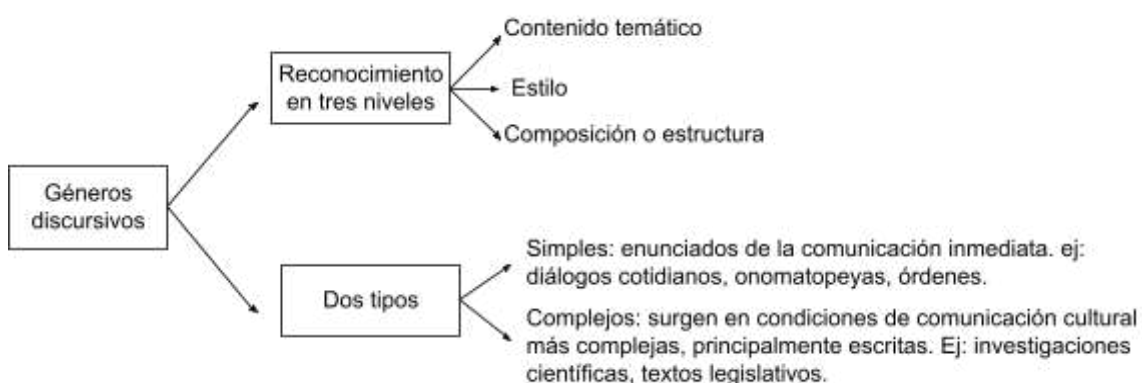 Géneros
discursivos
Reconocimiento
en tres niveles
Contenido temático
Estilo
Composición o estructura
Dos tipos
Simples: enunciados de la comunicación inmediata. ej:
diálogos cotidianos, onomatopeyas, órdenes.
Complejos: surgen en condiciones de comunicación cultural
más complejas, principalmente escritas. Ej: investigaciones
científicas, textos legislativos.